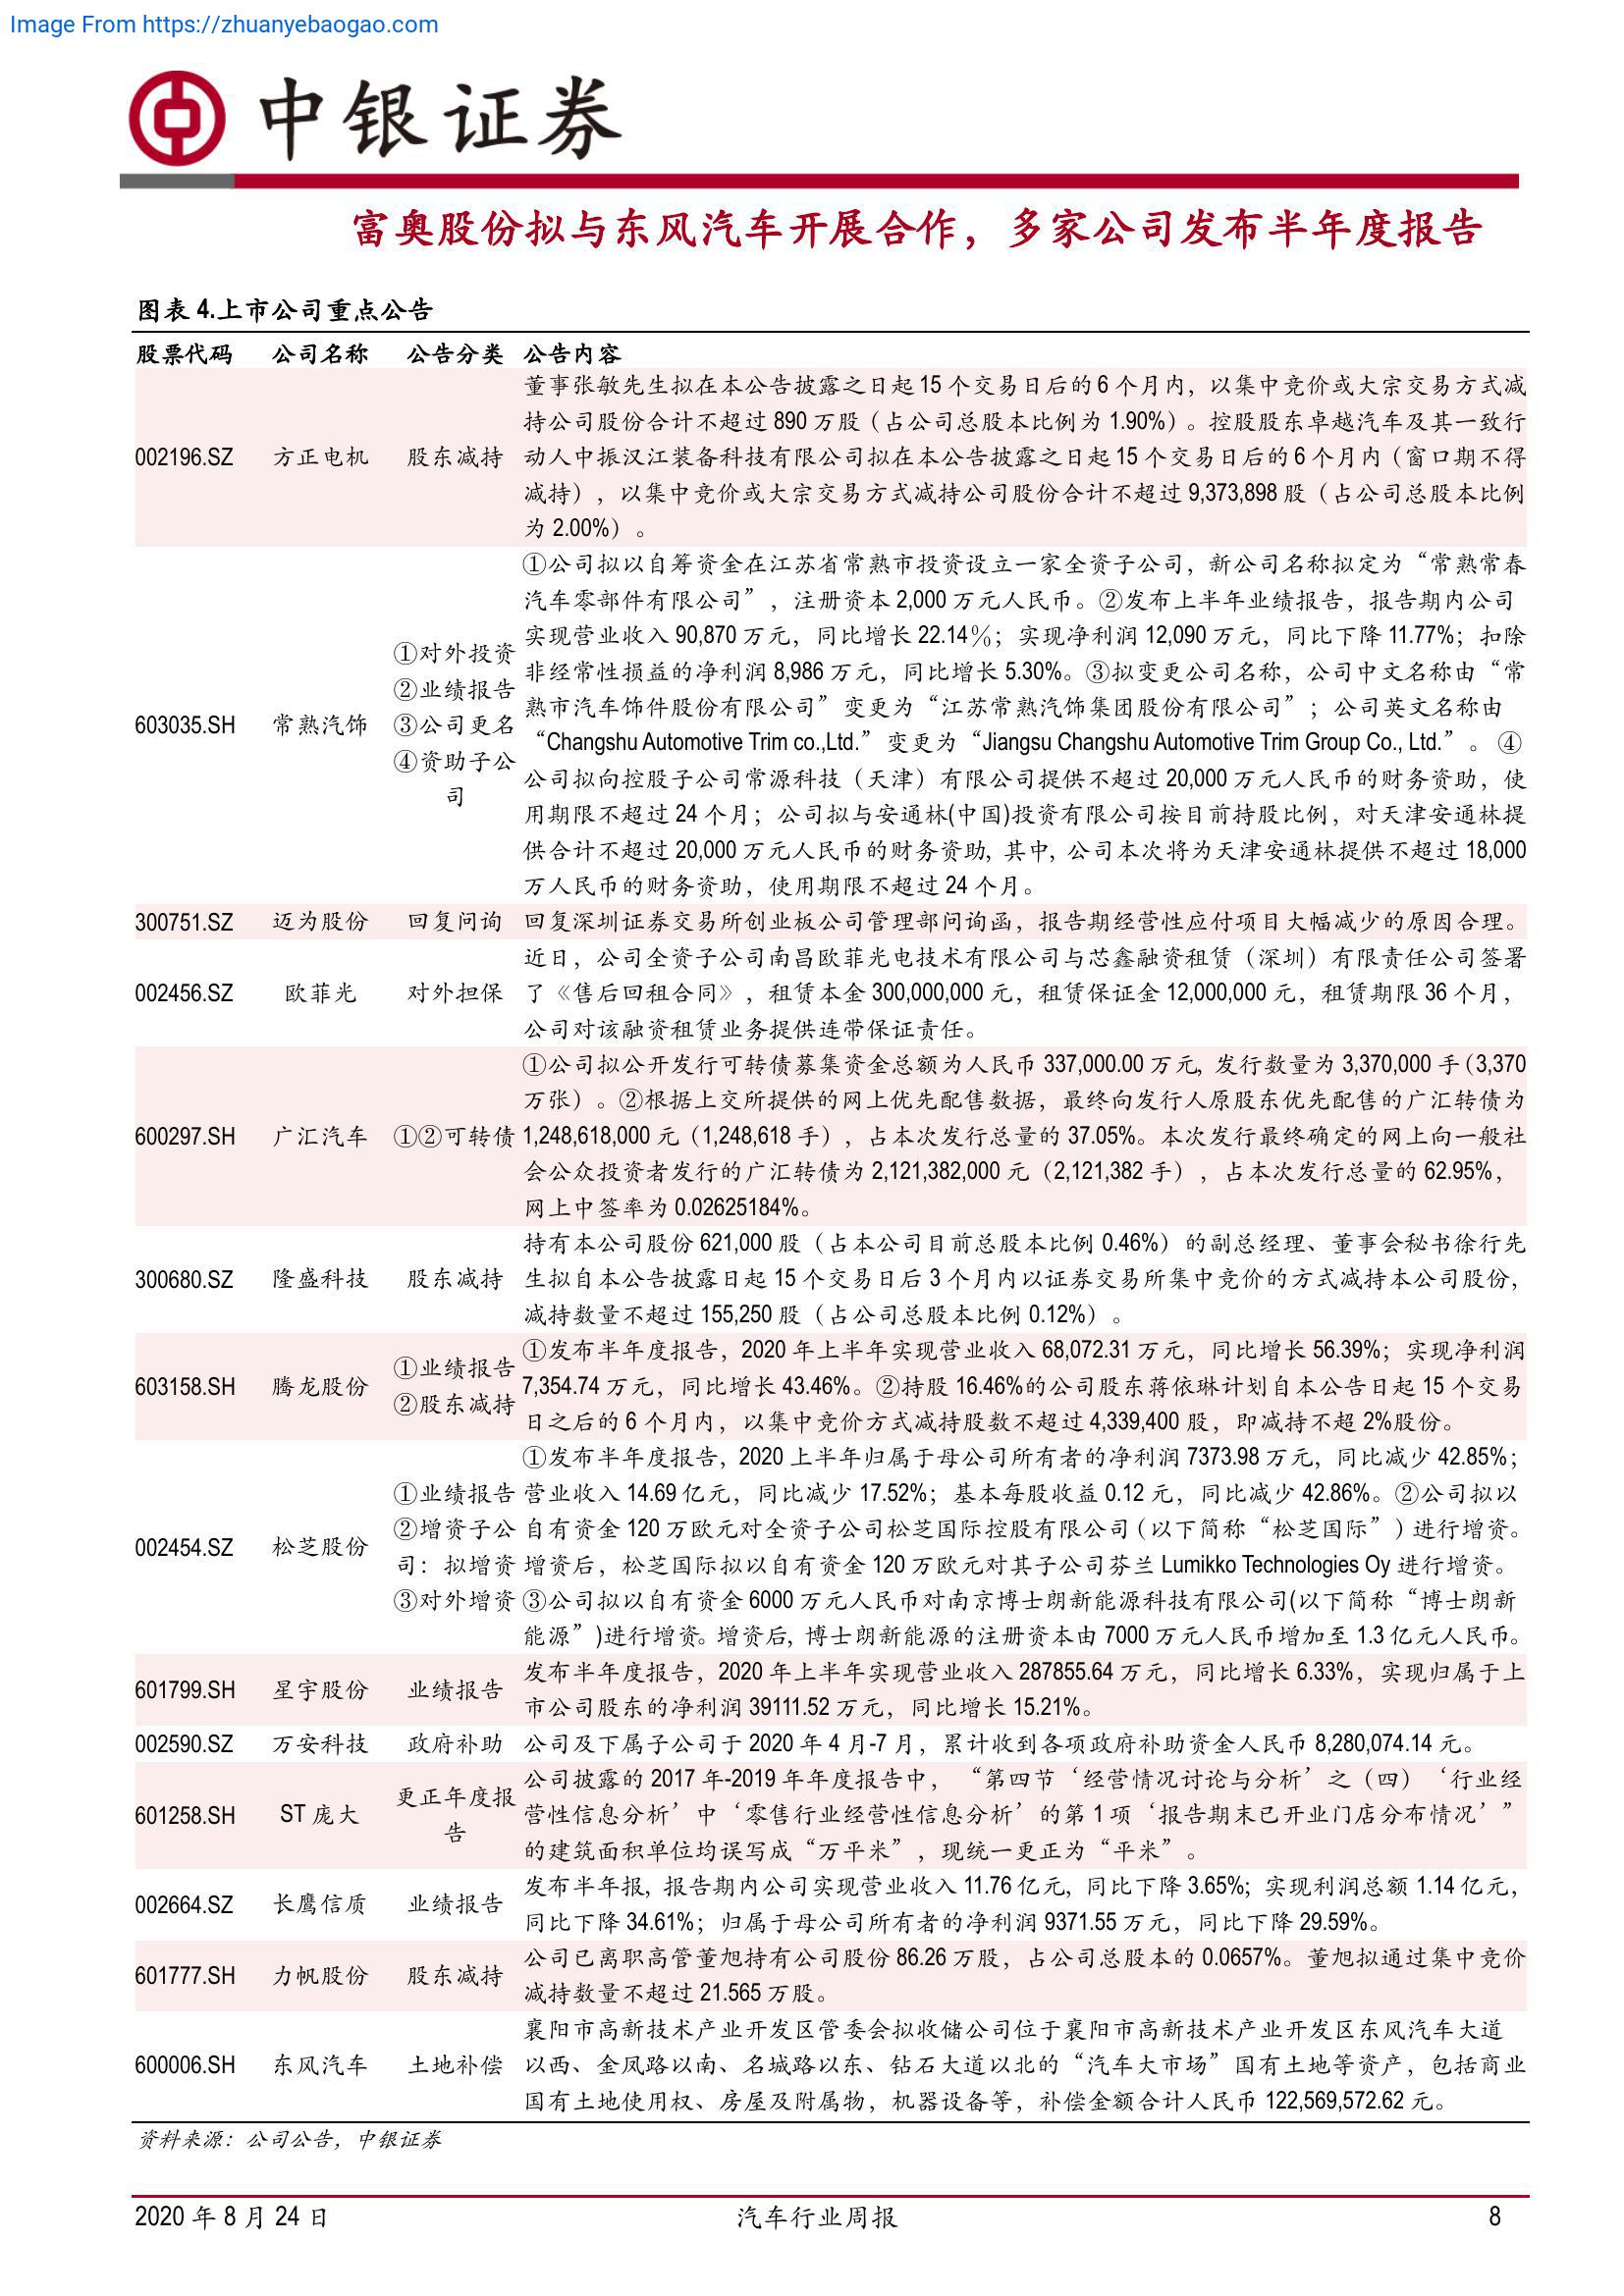 Image From https://zhuanyebaogao.com
中银证券
富奥股份拟与东风汽车开展合作，多家公司发布半年度报告
图表 4.上市公司重点公告
股票代码 公司名称 公告分类 公告内容
002196.SZ 方正电机 股东减持
董事张敏先生拟在本公告披露之日起 15 个交易日后的 6 个月内，以集中竞价或大宗交易方式减
持公司股份合计不超过 890 万股（占公司总股本比例为 1.90%）。控股股东卓越汽车及其一致行
动人中振汉江装备科技有限公司拟在本公告披露之日起 15 个交易日后的 6 个月内（窗口期不得
减持），以集中竞价或大宗交易方式减持公司股份合计不超过 9,373,898 股（占公司总股本比例
为 2.00%）。
603035.SH 常熟汽饰
①对外投资
②业绩报告
③公司更名
④资助子公
司
①公司拟以自筹资金在江苏省常熟市投资设立一家全资子公司，新公司名称拟定为“常熟常春
汽车零部件有限公司”，注册资本 2,000 万元人民币。②发布上半年业绩报告，报告期内公司
实现营业收入 90,870 万元，同比增长 22.14％；实现净利润 12,090 万元，同比下降 11.77%；扣除
非经常性损益的净利润 8,986 万元，同比增长 5.30%。③拟变更公司名称，公司中文名称由“常
熟市汽车饰件股份有限公司”变更为“江苏常熟汽饰集团股份有限公司”；公司英文名称由
“Changshu Automotive Trim co.,Ltd.”变更为“Jiangsu Changshu Automotive Trim Group Co., Ltd.”。④
公司拟向控股子公司常源科技（天津）有限公司提供不超过 20,000 万元人民币的财务资助，使
用期限不超过 24 个月；公司拟与安通林(中国)投资有限公司按目前持股比例，对天津安通林提
供合计不超过 20,000 万元人民币的财务资助, 其中, 公司本次将为天津安通林提供不超过 18,000
万人民币的财务资助，使用期限不超过 24 个月。
300751.SZ 迈为股份 回复问询 回复深圳证券交易所创业板公司管理部问询函，报告期经营性应付项目大幅减少的原因合理。
002456.SZ 欧菲光 对外担保
近日，公司全资子公司南昌欧菲光电技术有限公司与芯鑫融资租赁（深圳）有限责任公司签署
了《售后回租合同》，租赁本金 300,000,000 元，租赁保证金 12,000,000 元，租赁期限 36 个月，
公司对该融资租赁业务提供连带保证责任。
600297.SH 广汇汽车 ①②可转债
①公司拟公开发行可转债募集资金总额为人民币 337,000.00 万元, 发行数量为 3,370,000 手（3,370
万张）。②根据上交所提供的网上优先配售数据，最终向发行人原股东优先配售的广汇转债为
1,248,618,000 元（1,248,618 手），占本次发行总量的 37.05%。本次发行最终确定的网上向一般社
会公众投资者发行的广汇转债为 2,121,382,000 元（2,121,382 手），占本次发行总量的 62.95%，
网上中签率为 0.02625184%。
300680.SZ 隆盛科技 股东减持
持有本公司股份 621,000 股（占本公司目前总股本比例 0.46%）的副总经理、董事会秘书徐行先
生拟自本公告披露日起 15 个交易日后 3 个月内以证券交易所集中竞价的方式减持本公司股份，
减持数量不超过 155,250 股（占公司总股本比例 0.12%）。
603158.SH 腾龙股份
①业绩报告
②股东减持
①发布半年度报告，2020 年上半年实现营业收入 68,072.31 万元，同比增长 56.39%；实现净利润
7,354.74 万元，同比增长 43.46%。②持股 16.46%的公司股东蒋依琳计划自本公告日起 15 个交易
日之后的 6 个月内，以集中竞价方式减持股数不超过 4,339,400 股，即减持不超 2%股份。
002454.SZ 松芝股份
①业绩报告
②增资子公
司：拟增资
③对外增资
①发布半年度报告，2020 上半年归属于母公司所有者的净利润 7373.98 万元，同比减少 42.85%；
营业收入 14.69 亿元，同比减少 17.52%；基本每股收益 0.12 元，同比减少 42.86%。②公司拟以
自有资金 120 万欧元对全资子公司松芝国际控股有限公司（以下简称“松芝国际”）进行增资。
增资后，松芝国际拟以自有资金 120 万欧元对其子公司芬兰 Lumikko Technologies Oy 进行增资。
③公司拟以自有资金 6000 万元人民币对南京博士朗新能源科技有限公司(以下简称“博士朗新
能源”)进行增资。增资后, 博士朗新能源的注册资本由 7000 万元人民币增加至 1.3 亿元人民币。
601799.SH 星宇股份 业绩报告
发布半年度报告，2020 年上半年实现营业收入 287855.64 万元，同比增长 6.33%，实现归属于上
市公司股东的净利润 39111.52 万元，同比增长 15.21%。
002590.SZ 万安科技 政府补助 公司及下属子公司于 2020 年 4 月-7 月，累计收到各项政府补助资金人民币 8,280,074.14 元。
601258.SH ST 庞大
更正年度报
告
公司披露的 2017 年-2019 年年度报告中，“第四节‘经营情况讨论与分析’之（四）‘行业经
营性信息分析’中‘零售行业经营性信息分析’的第 1 项‘报告期末已开业门店分布情况’”
的建筑面积单位均误写成“万平米”，现统一更正为“平米”。
002664.SZ 长鹰信质 业绩报告
发布半年报, 报告期内公司实现营业收入 11.76 亿元, 同比下降 3.65%; 实现利润总额 1.14 亿元,
同比下降 34.61%；归属于母公司所有者的净利润 9371.55 万元，同比下降 29.59%。
601777.SH 力帆股份 股东减持
公司已离职高管董旭持有公司股份 86.26 万股，占公司总股本的 0.0657%。董旭拟通过集中竞价
减持数量不超过 21.565 万股。
600006.SH 东风汽车 土地补偿
襄阳市高新技术产业开发区管委会拟收储公司位于襄阳市高新技术产业开发区东风汽车大道
以西、金凤路以南、名城路以东、钻石大道以北的“汽车大市场”国有土地等资产，包括商业
国有土地使用权、房屋及附属物，机器设备等，补偿金额合计人民币 122,569,572.62 元。
资料来源：公司公告，中银证券
2020 年 8 月 24 日 汽车行业周报 8